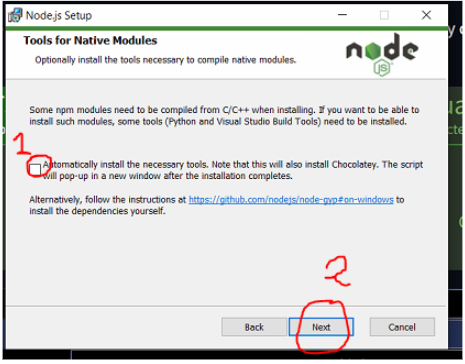 Node.js Setup
Tools for Native Modules
Optionally install the tools necessary to compile native modules.
node
JS
Some npm modules need to be compiled from C/C++ when installing. If you want to be able to
install such modules, some tools (Python and Visual Studio Build Tools) need to be installed.
1
Automatically install the necessary tools. Note that this will also install Chocolatey. The script
will pop-up in a new window after the installation completes.
Alternatively, follow the instructions at https://github.com/nodejs/node-gyp#on-windows to
install the dependencies yourself.
2
Back Next Cancel